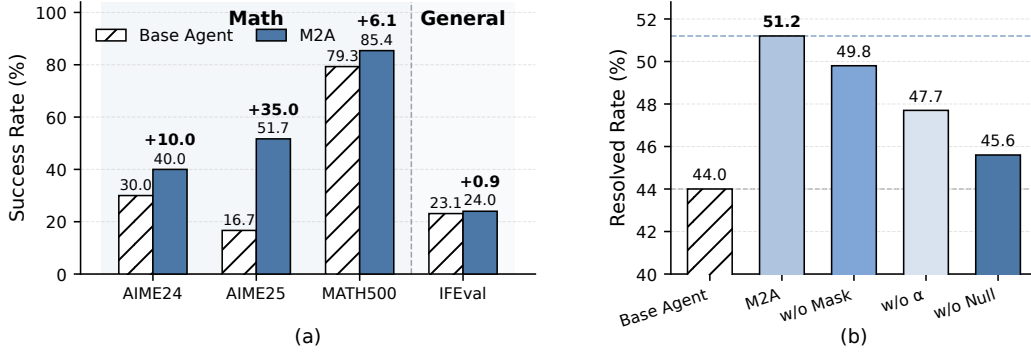 Math
General
Base Agent
M2A
Success Rate (%)
100
80
60
40
20
0
30.0
40.0
+10.0
16.7
51.7
+35.0
79.3
85.4
+6.1
23.1
24.0
+0.9
AIME24
AIME25
MATH500
IFEval
(a)
Resolved Rate (%)
52
50
48
46
44
42
40
44.0
51.2
49.8
47.7
45.6
Base Agent
M2A
w/o Mask
w/o α
w/o Null
(b)